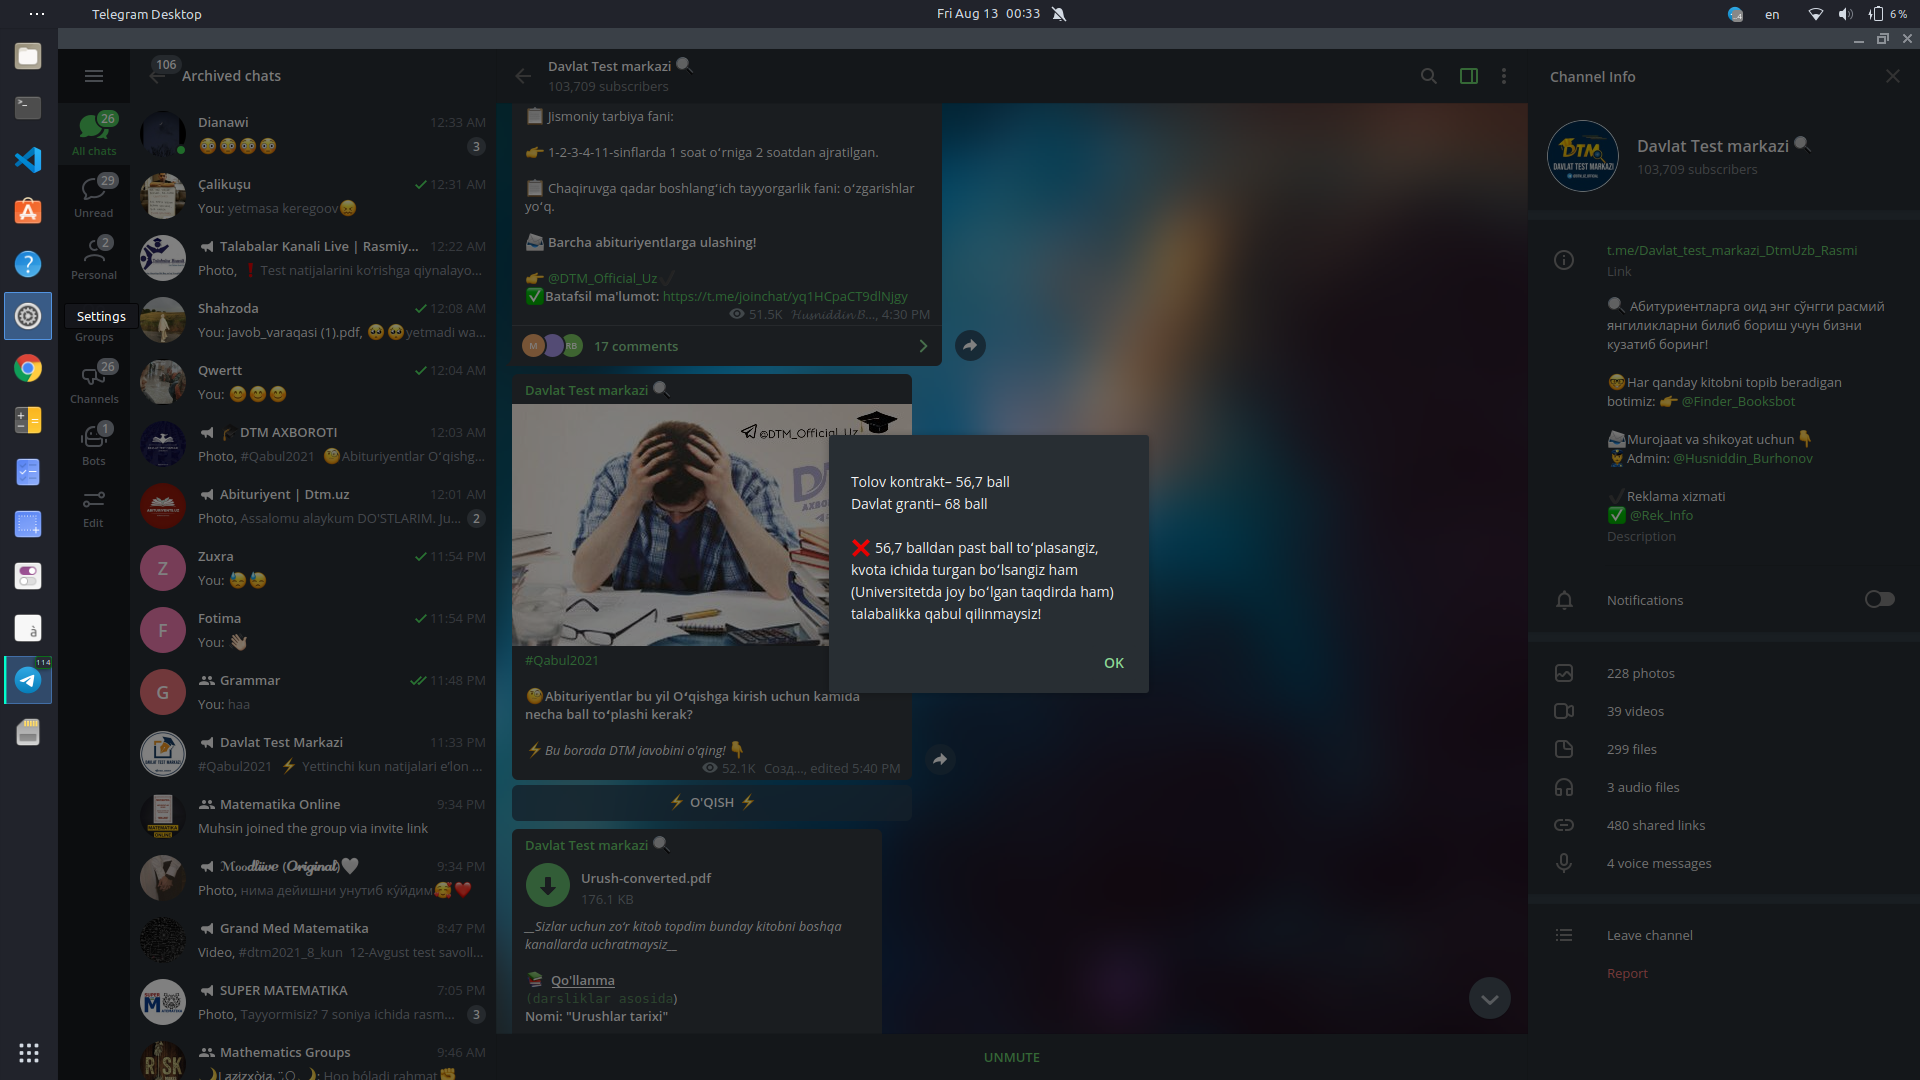 Telegram Desktop
Fri Aug 13 00:33
en
6 %
106
Archived chats
26
All chats
29
Unread
2
Personal
Settings
Groups
26
Channels
1
Bots
Edit
114
Dianawi 12:33 AM
😳😳😳😳 3
Çalikuşu 12:31 AM
You: yetmasa keregoov😖
Talabalar Kanali Live | Rasmiy... 12:22 AM
Photo, ❗Test natijalarini ko‘rishga qiynalayo...
Shahzoda 12:08 AM
You: javob_varaqasi (1).pdf, 🥺🥺yetmadi wa...
Qwertt 12:04 AM
You: 😊😊😊
🎓DTM AXBOROTI 12:03 AM
Photo, #Qabul2021 🧐Abituriyentlar O‘qishg...
Abituriyent | Dtm.uz 12:01 AM
Photo, Assalomu alaykum DO'STLARIM. Ju... 2
Z
Zuxra 11:54 PM
You: 😓😓
F
Fotima 11:54 PM
You: 👋🏻
G
Grammar 11:48 PM
You: haa
Davlat Test Markazi 11:33 PM
#Qabul2021 ⚡ Yettinchi kun natijalari e’lon ...
Matematika Online 9:34 PM
Muhsin joined the group via invite link
𝓜𝓸𝓸𝓭𝓵𝓲𝓿𝓮 (𝓞𝓻𝓲𝓰𝓲𝓷𝓪𝓵)🤍 9:34 PM
Photo, нима дейишни унутиб кўйдим🥰❤️
Grand Med Matematika 8:47 PM
Video, #dtm2021_8_kun 12-Avgust test savoll...
SUPER MATEMATIKA 7:05 PM
Photo, Tayyormisiz? 7 soniya ichida rasm... 3
Mathematics Groups 9:46 AM
Davlat Test markazi 🔍
103,709 subscribers
📋 Jismoniy tarbiya fani:
👉 1-2-3-4-11-sinflarda 1 soat o‘rniga 2 soatdan ajratilgan.
📋 Chaqiruvga qadar boshlang‘ich tayyorgarlik fani: o‘zgarishlar
yo‘q.
📨 Barcha abituriyentlarga ulashing!
👉 @DTM_Official_Uz ✔️
✅Batafsil ma'lumot: https://t.me/joinchat/yq1HCpaCT9dlNjgy
51.5K 𝓗𝓾𝓼𝓷𝓲𝓭𝓭𝓲𝓷 𝓑..., 4:30 PM
M RB 17 comments
Davlat Test markazi 🔍
@DTM_Official_Uz
#Qabul2021
🧐Abituriyentlar bu yil O‘qishga kirish uchun kamida
necha ball to‘plashi kerak?
⚡Bu borada DTM javobini o‘qing! 👇
52.1K Созд..., edited 5:40 PM
⚡ O'QISH ⚡
Davlat Test markazi 🔍
Urush-converted.pdf
176.1 KB
__Sizlar uchun zo‘r kitob topdim bunday kitobni boshqa
kanallarda uchratmaysiz__
📚 Qo'llanma
(darsliklar asosida)
Nomi: "Urushlar tarixi"
UNMUTE
Tolov kontrakt– 56,7 ball
Davlat granti– 68 ball
❌ 56,7 balldan past ball to‘plasangiz,
kvota ichida turgan bo‘lsangiz ham
(Universitetda joy bo‘lgan taqdirda ham)
talabalikka qabul qilinmaysiz!
OK
Channel Info
DTM
DAVLAT TEST MARKAZI
Davlat Test markazi 🔍
103,709 subscribers
t.me/Davlat_test_markazi_DtmUzb_Rasmi
Link
🔍 Абитуриентларга оид энг сўнгги расмий
янгиликларни билиб бориш учун бизни
кузатиб боринг!
🤓Har qanday kitobni topib beradigan
botimiz: 👉 @Finder_Booksbot
📨Murojaat va shikoyat uchun👇
👮Admin: @Husniddin_Burhonov
✔️Reklama xizmati
✅ @Rek_Info
Description
Notifications
228 photos
39 videos
299 files
3 audio files
480 shared links
4 voice messages
Leave channel
Report